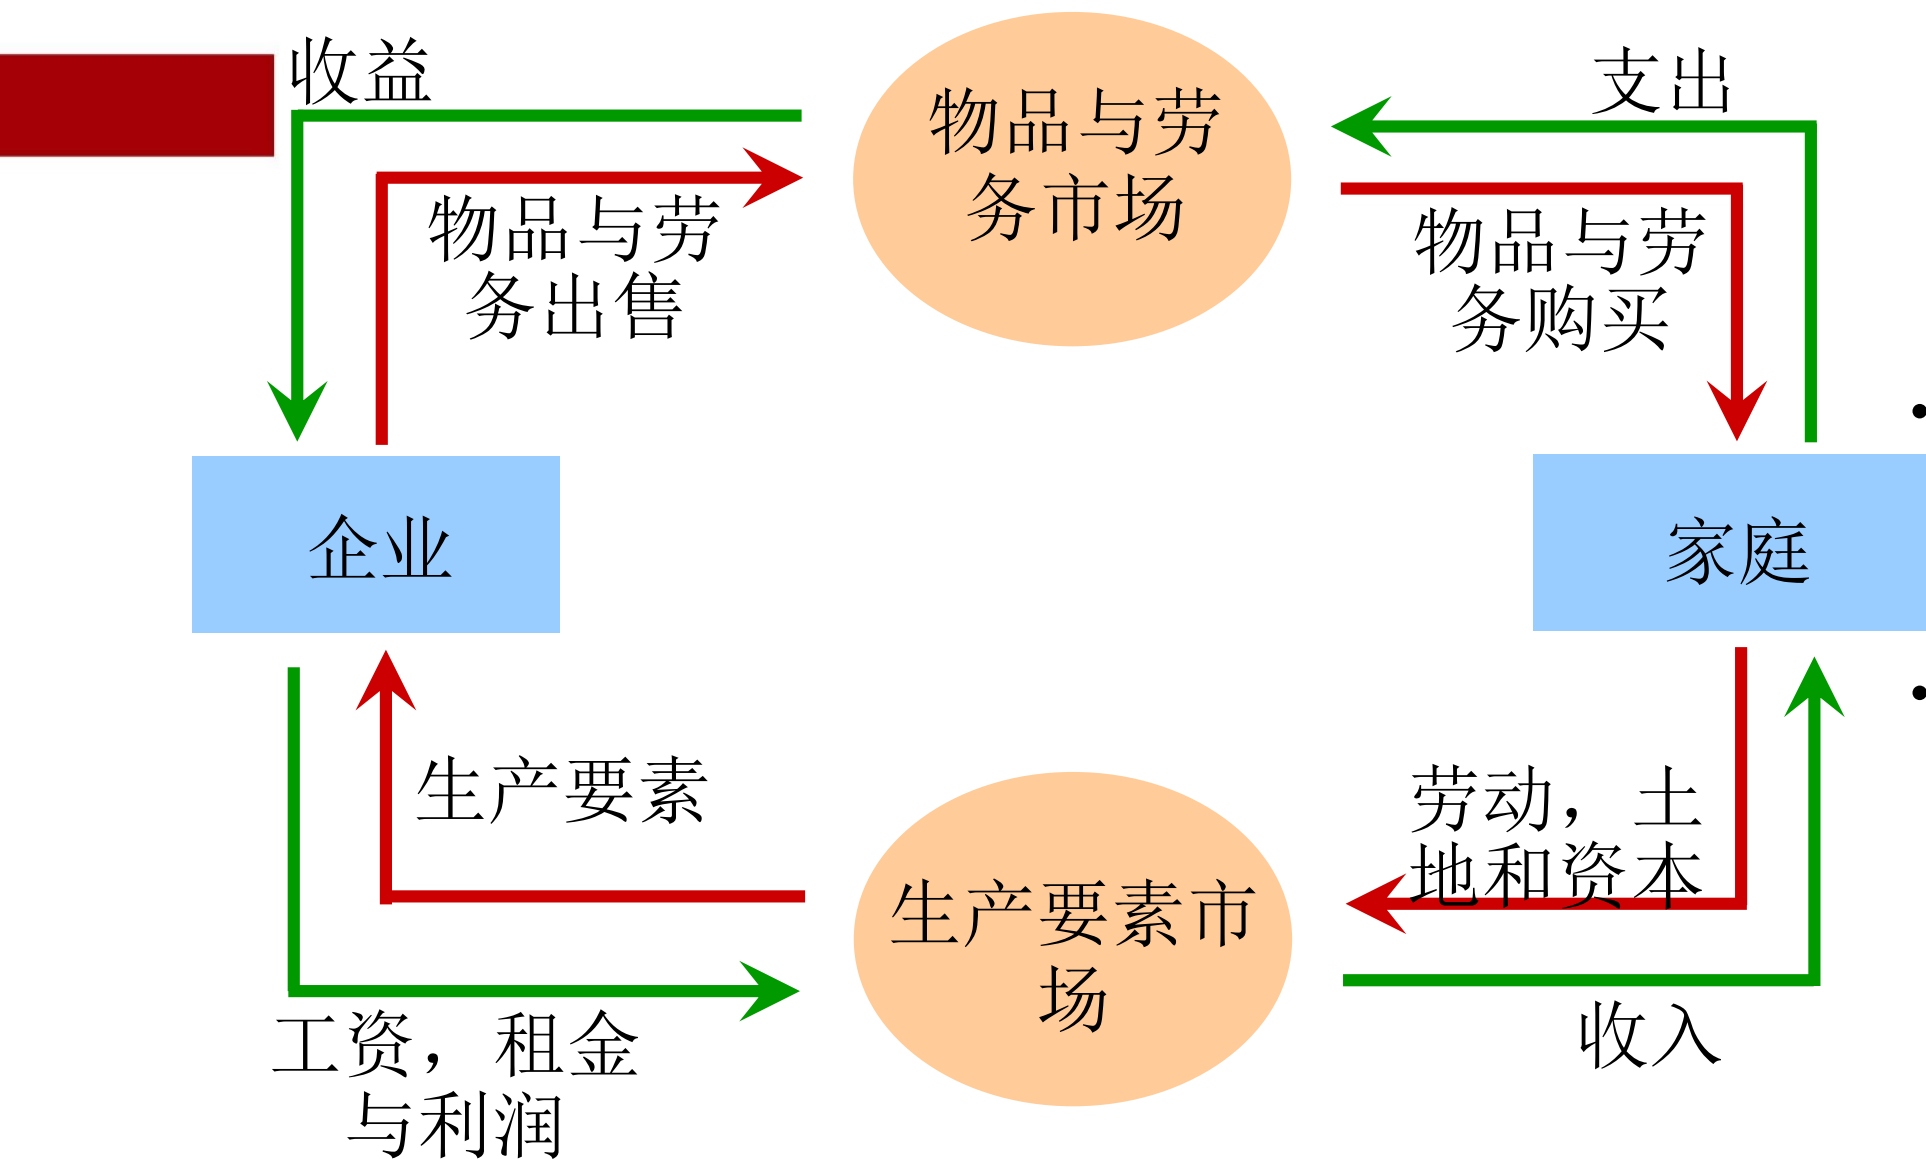 收益
支出
物品与劳
务市场
物品与劳
务出售
物品与劳
务购买
•
企业
家庭
•
生产要素
劳动，土
地和资本
生产要素市
场
工资，租金
与利润
收入